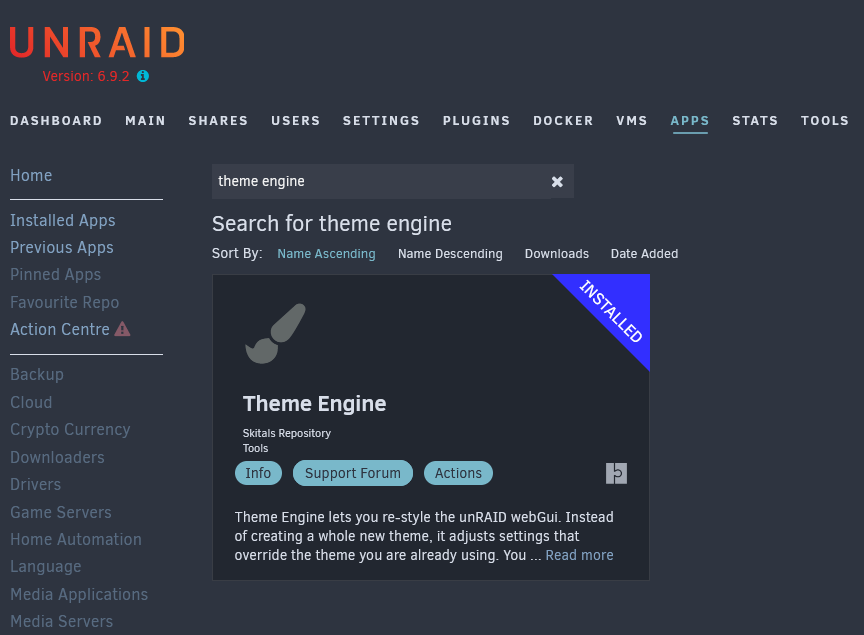 UNRAID
Version: 6.9.2
DASHBOARD MAIN SHARES USERS SETTINGS PLUGINS DOCKER VMS APPS STATS TOOLS
Home
Installed Apps
Previous Apps
Pinned Apps
Favourite Repo
Action Centre
Backup
Cloud
Crypto Currency
Downloaders
Drivers
Game Servers
Home Automation
Language
Media Applications
Media Servers
theme engine
Search for theme engine
Sort By: Name Ascending Name Descending Downloads Date Added
INSTALLED
Theme Engine
Skitals Repository
Tools
Info Support Forum Actions
Theme Engine lets you re-style the unRAID webGui. Instead
of creating a whole new theme, it adjusts settings that
override the theme you are already using. You ... Read more